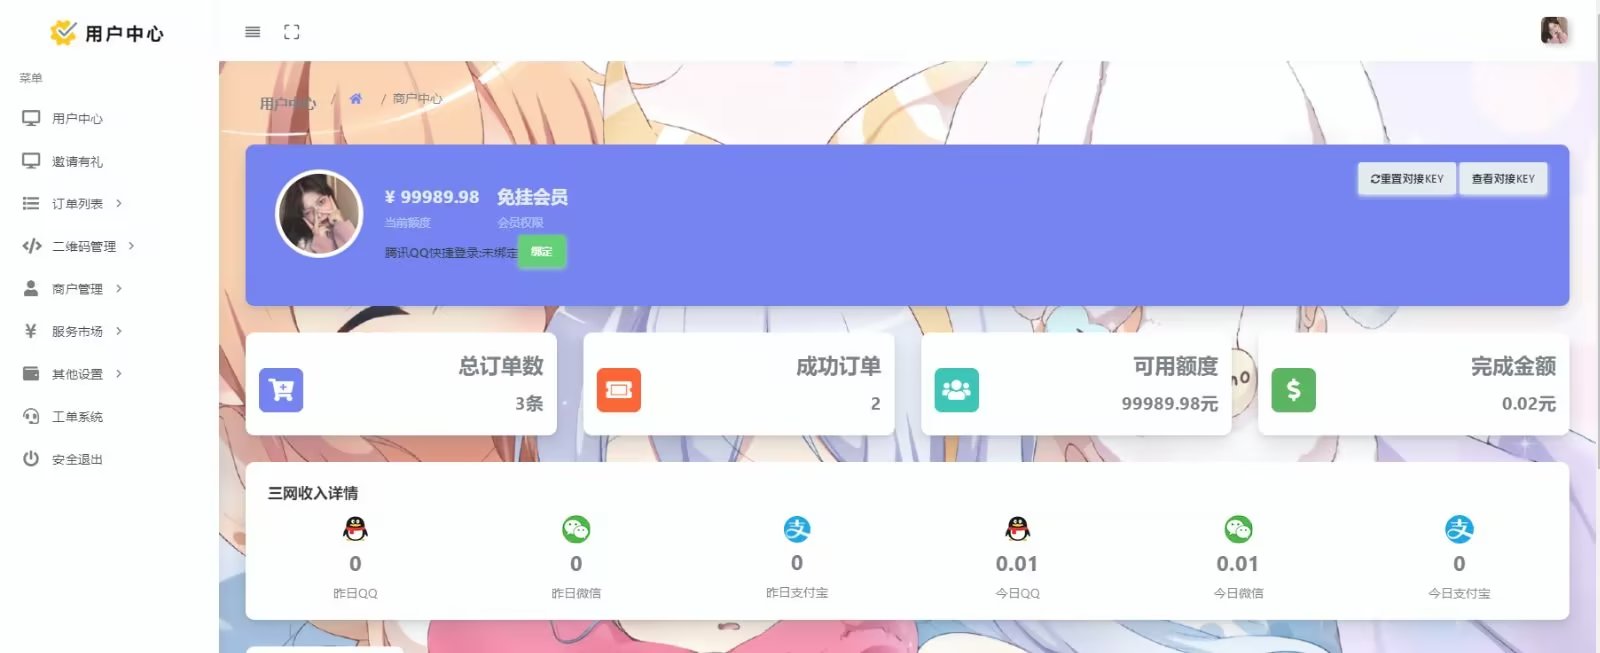 用户中心
菜单
用户中心
邀请有礼
订单列表
二维码管理
商户管理
服务市场
其他设置
工单系统
安全退出
用户中心 / / 商户中心
¥ 99989.98 免挂会员
当前额度 会员权限
腾讯QQ快捷登录:未绑定 绑定
重置对接KEY 查看对接KEY
总订单数
3条
成功订单
2
可用额度
99989.98元
完成金额
0.02元
三网收入详情
0 0 0 0.01 0.01 0
昨日QQ 昨日微信 昨日支付宝 今日QQ 今日微信 今日支付宝